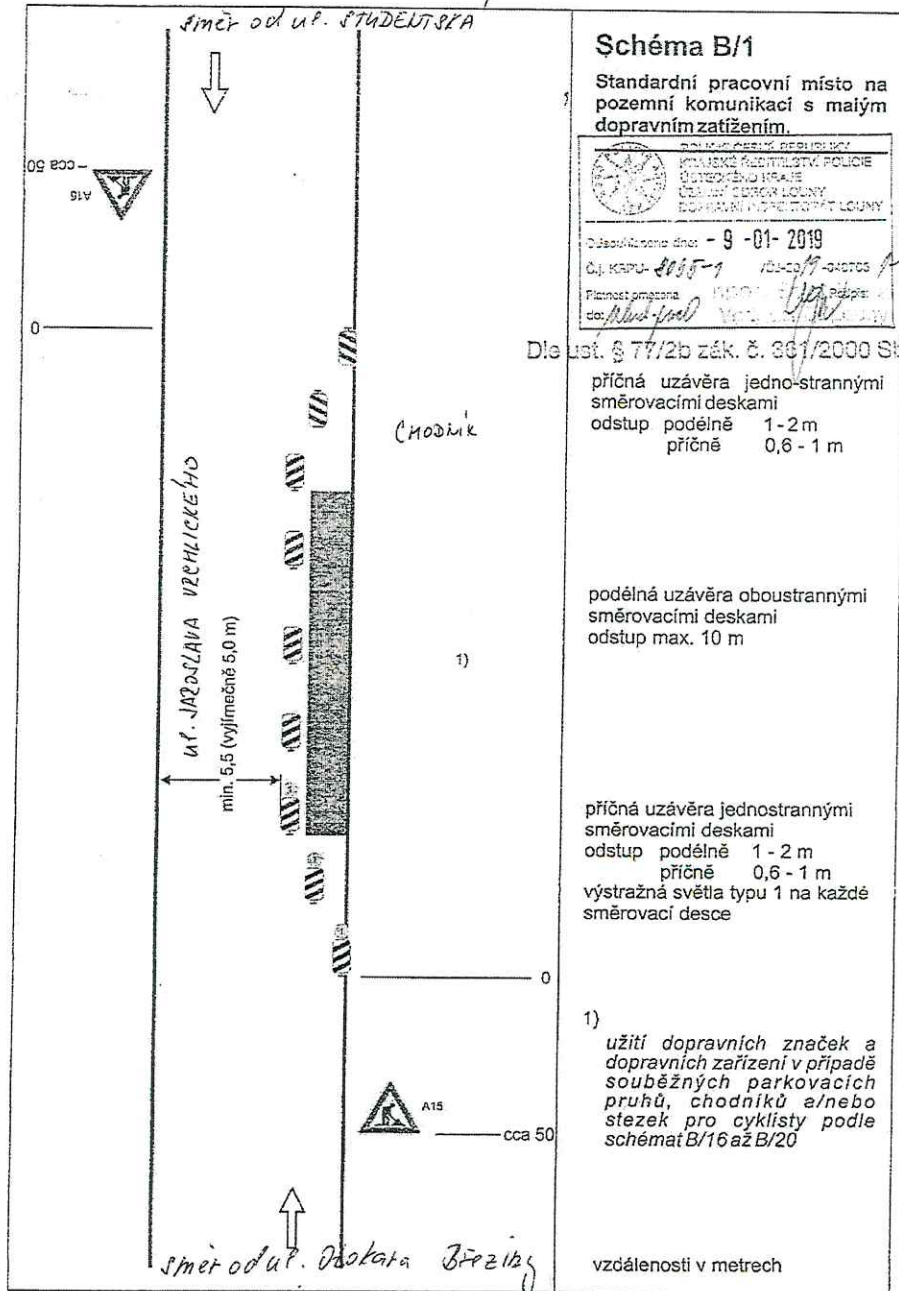 směr od ul. STUDENTSKA
cca 50
A15
0
ul. JAROSLAVA VRCHLICKÉHO
min. 5,5 (vyjímečně 5,0 m)
CHODNÍK
1)
0
A15
cca 50
směr od ul. Otokara Březiny
Schéma B/1
Standardní pracovní místo na
pozemní komunikaci s malým
dopravním zatížením.
POLICIE ČESKÉ REPUBLIKY
KRAJSKÉ ŘEDITELSTVÍ POLICIE
ÚSTECKÉHO KRAJE
ÚZEMNÍ ODBOR LOUNY
DOPRAVNÍ INSPEKTORÁT LOUNY
Odsouhlaseno dne: - 9 -01- 2019
Č.j. KRPU-
Platnost omezena
do:
Podpis:
Dle ust. § 77/2b zák. č. 361/2000 Sb
příčná uzávěra jedno-strannými
směrovacími deskami
odstup podélně 1-2 m
příčně 0,6 - 1 m
podélná uzávěra oboustrannými
směrovacími deskami
odstup max. 10 m
příčná uzávěra jednostrannými
směrovacími deskami
odstup podélně 1 - 2 m
příčně 0,6 - 1 m
výstražná světla typu 1 na každé
směrovací desce
1)
užití dopravních značek a
dopravních zařízení v případě
souběžných parkovacích
pruhů, chodníků a/nebo
stezek pro cyklisty podle
schémat B/16 až B/20
vzdálenosti v metrech